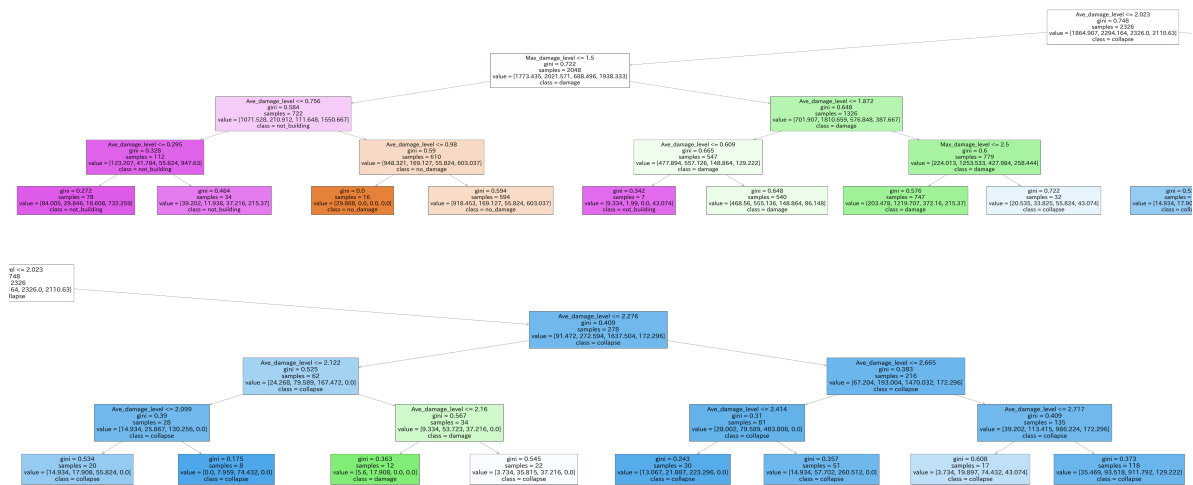 Ave_damage_level <= 2.023
gini = 0.748
samples = 2326
value = [1864.907, 2294.164, 2326.0, 2110.63]
class = collapse
Max_damage_level <= 1.5
gini = 0.722
samples = 2048
value = [1773.435, 2021.571, 688.496, 1938.333]
class = damage
Ave_damage_level <= 0.756
gini = 0.584
samples = 722
value = [1071.528, 210.912, 111.648, 1550.667]
class = not_building
Ave_damage_level <= 1.872
gini = 0.648
samples = 1326
value = [701.907, 1810.659, 576.848, 387.667]
class = damage
Ave_damage_level <= 0.295
gini = 0.328
samples = 112
value = [123.207, 41.784, 55.824, 947.63]
class = not_building
Ave_damage_level <= 0.98
gini = 0.59
samples = 610
value = [948.321, 169.127, 55.824, 603.037]
class = no_damage
Ave_damage_level <= 0.609
gini = 0.665
samples = 547
value = [477.894, 557.126, 148.864, 129.222]
class = damage
Max_damage_level <= 2.5
gini = 0.6
samples = 779
value = [224.013, 1253.533, 427.984, 258.444]
class = damage
gini = 0.272
samples = 78
value = [84.005, 29.846, 18.608, 732.259]
class = not_building
gini = 0.464
samples = 34
value = [39.202, 11.938, 37.216, 215.37]
class = not_building
gini = 0.0
samples = 16
value = [29.868, 0.0, 0.0, 0.0]
class = no_damage
gini = 0.594
samples = 594
value = [918.453, 169.127, 55.824, 603.037]
class = no_damage
gini = 0.342
samples = 7
value = [9.334, 1.99, 0.0, 43.074]
class = not_building
gini = 0.648
samples = 540
value = [468.56, 555.136, 148.864, 86.148]
class = damage
gini = 0.576
samples = 747
value = [203.478, 1219.707, 372.16, 215.37]
class = damage
gini = 0.722
samples = 32
value = [20.535, 33.825, 55.824, 43.074]
class = collapse
gini = 0.5
samples =
value = [14.934, 17.90
class = coll
el <= 2.023
748
2326
64, 2326.0, 2110.63]
llapse
Ave_damage_level <= 2.276
gini = 0.409
samples = 278
value = [91.472, 272.594, 1637.504, 172.296]
class = collapse
Ave_damage_level <= 2.122
gini = 0.525
samples = 62
value = [24.268, 79.589, 167.472, 0.0]
class = collapse
Ave_damage_level <= 2.665
gini = 0.383
samples = 216
value = [67.204, 193.004, 1470.032, 172.296]
class = collapse
Ave_damage_level <= 2.099
gini = 0.39
samples = 28
value = [14.934, 25.867, 130.256, 0.0]
class = collapse
Ave_damage_level <= 2.16
gini = 0.567
samples = 34
value = [9.334, 53.723, 37.216, 0.0]
class = damage
Ave_damage_level <= 2.414
gini = 0.31
samples = 81
value = [28.002, 79.589, 483.808, 0.0]
class = collapse
Ave_damage_level <= 2.717
gini = 0.409
samples = 135
value = [39.202, 113.415, 986.224, 172.296]
class = collapse
gini = 0.534
samples = 20
value = [14.934, 17.908, 55.824, 0.0]
class = collapse
gini = 0.175
samples = 8
value = [0.0, 7.959, 74.432, 0.0]
class = collapse
gini = 0.363
samples = 12
value = [5.6, 17.908, 0.0, 0.0]
class = damage
gini = 0.545
samples = 22
value = [3.734, 35.815, 37.216, 0.0]
class = collapse
gini = 0.243
samples = 30
value = [13.067, 21.887, 223.296, 0.0]
class = collapse
gini = 0.357
samples = 51
value = [14.934, 57.702, 260.512, 0.0]
class = collapse
gini = 0.608
samples = 17
value = [3.734, 19.897, 74.432, 43.074]
class = collapse
gini = 0.373
samples = 118
value = [35.469, 93.518, 911.792, 129.222]
class = collapse